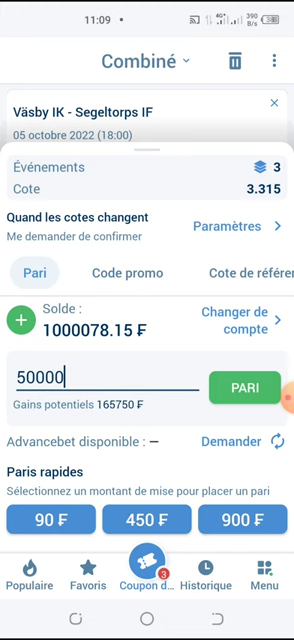 11:09
4G+
390
B/s
38
Combiné
Väsby IK - Segeltorps IF
05 octobre 2022 (18:00)
Événements 3
Cote 3.315
Quand les cotes changent
Me demander de confirmer
Paramètres
Pari Code promo Cote de référen
Solde :
1000078.15 ₣
Changer de
compte
50000
PARI
Gains potentiels 165750 ₣
Advancebet disponible : — Demander
Paris rapides
Sélectionnez un montant de mise pour placer un pari
90 ₣ 450 ₣ 900 ₣
3
Populaire Favoris Coupon d... Historique Menu